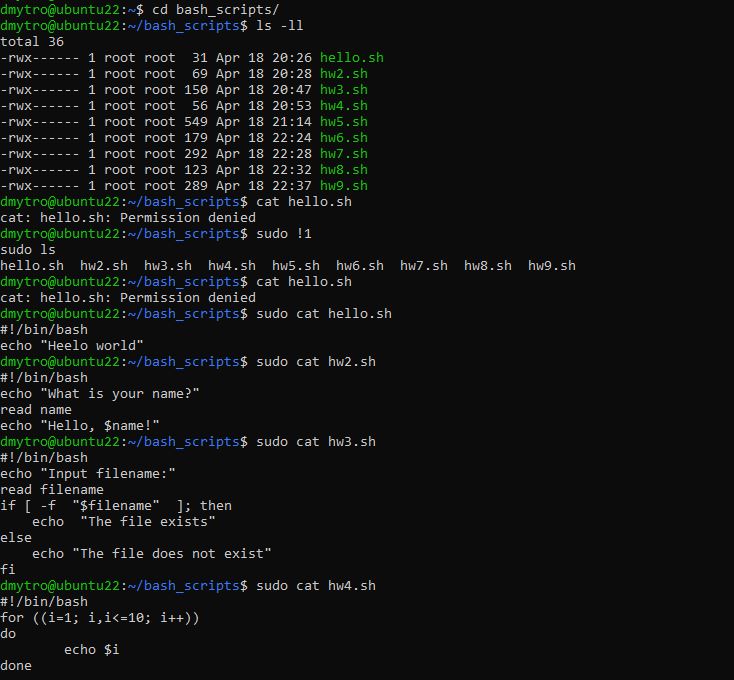 dmytro@ubuntu22:~$ cd bash_scripts/
dmytro@ubuntu22:~/bash_scripts$ ls -ll
total 36
-rwx------ 1 root root  31 Apr 18 20:26 hello.sh
-rwx------ 1 root root  69 Apr 18 20:28 hw2.sh
-rwx------ 1 root root 150 Apr 18 20:47 hw3.sh
-rwx------ 1 root root  56 Apr 18 20:53 hw4.sh
-rwx------ 1 root root 549 Apr 18 21:14 hw5.sh
-rwx------ 1 root root 179 Apr 18 22:24 hw6.sh
-rwx------ 1 root root 292 Apr 18 22:28 hw7.sh
-rwx------ 1 root root 123 Apr 18 22:32 hw8.sh
-rwx------ 1 root root 289 Apr 18 22:37 hw9.sh
dmytro@ubuntu22:~/bash_scripts$ cat hello.sh
cat: hello.sh: Permission denied
dmytro@ubuntu22:~/bash_scripts$ sudo !1
sudo ls
hello.sh  hw2.sh  hw3.sh  hw4.sh  hw5.sh  hw6.sh  hw7.sh  hw8.sh  hw9.sh
dmytro@ubuntu22:~/bash_scripts$ cat hello.sh
cat: hello.sh: Permission denied
dmytro@ubuntu22:~/bash_scripts$ sudo cat hello.sh
#!/bin/bash
echo "Heelo world"
dmytro@ubuntu22:~/bash_scripts$ sudo cat hw2.sh
#!/bin/bash
echo "What is your name?"
read name
echo "Hello, $name!"
dmytro@ubuntu22:~/bash_scripts$ sudo cat hw3.sh
#!/bin/bash
echo "Input filename:"
read filename
if [ -f  "$filename"  ]; then
    echo  "The file exists"
else
    echo "The file does not exist"
fi
dmytro@ubuntu22:~/bash_scripts$ sudo cat hw4.sh
#!/bin/bash
for ((i=1; i,i<=10; i++))
do
        echo $i
done